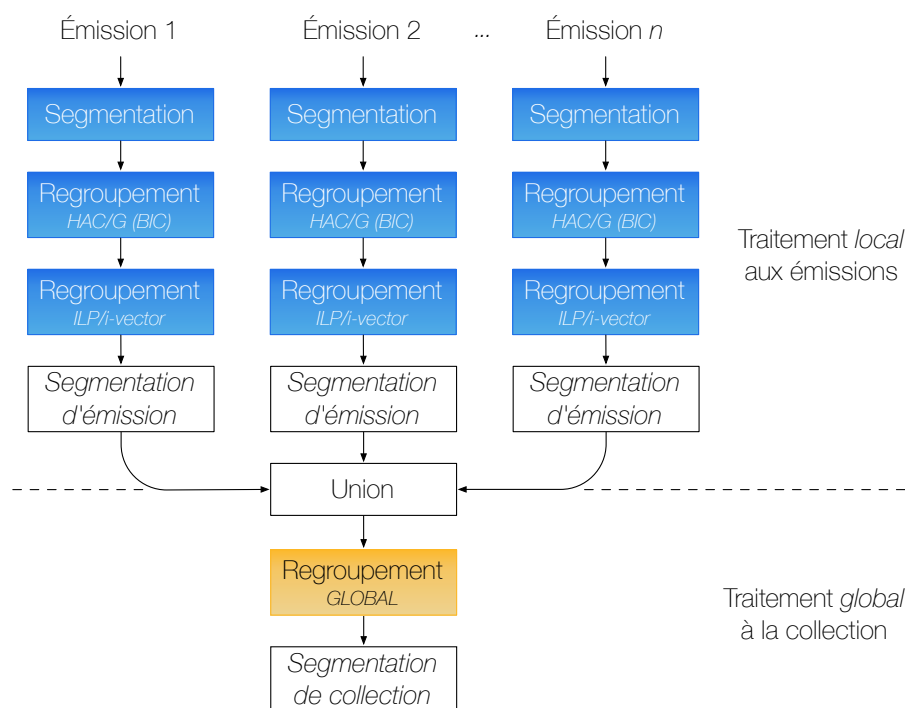 Émission 1
Émission 2
...
Émission n
Segmentation
Segmentation
Segmentation
Regroupement
HAC/G (BIC)
Regroupement
HAC/G (BIC)
Regroupement
HAC/G (BIC)
Traitement local
aux émissions
Regroupement
ILP/i-vector
Regroupement
ILP/i-vector
Regroupement
ILP/i-vector
Segmentation
d'émission
Segmentation
d'émission
Segmentation
d'émission
Union
Regroupement
GLOBAL
Traitement global
à la collection
Segmentation
de collection